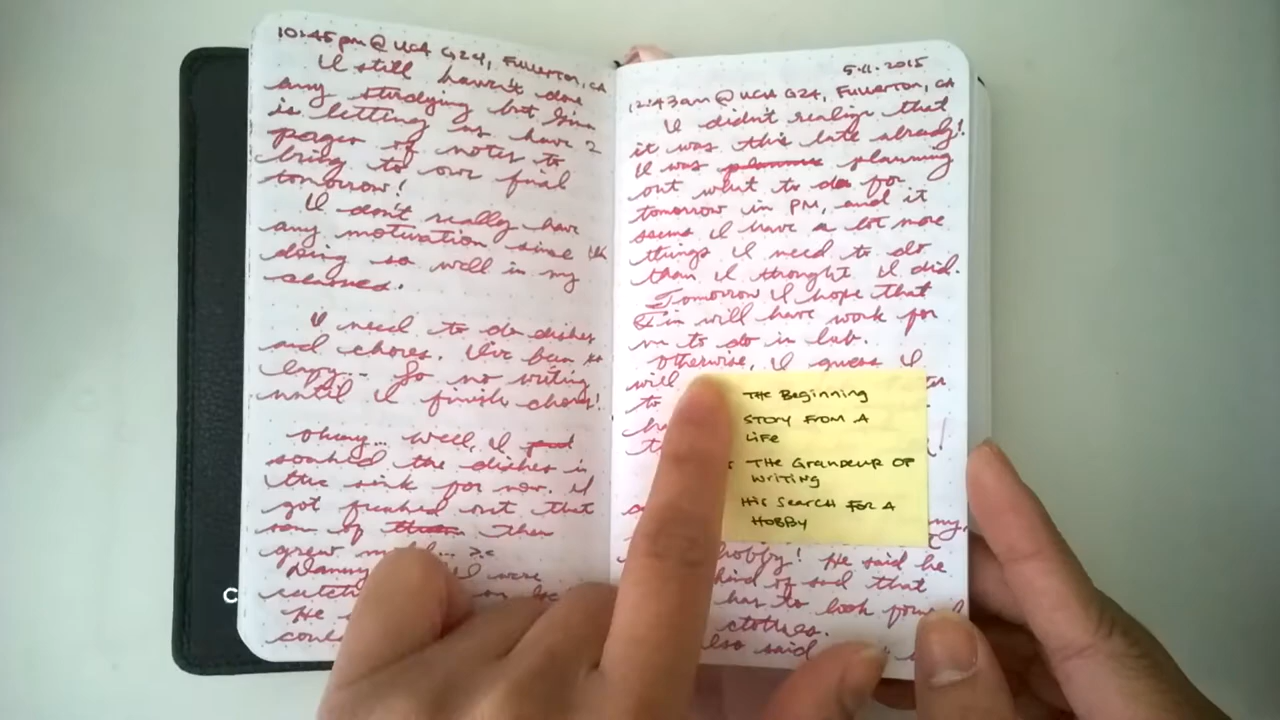 10:45 pm @ UCA G24, Fullerton, CA
I still haven't done
any studying but
is letting us have 2
pages of notes to
bring to our final
tomorrow!
I don't really have
any motivation since I'm
doing so well in my
classes.
I need to do dishes
and chores. I've been so
lazy... So no writing
until I finish chores!
Okay... Well, I
soaked the dishes in
the sink for now. I
got freaked out that
some of them
grew
Danny I were
He
5.11.2015
12:43am @ UCA G24, Fullerton, CA
I didn't realize that
it was this late already!
I was planning
out what to do for
tomorrow in PM, and it
seems I have a lot more
things I need to do
than I thought I did.
Tomorrow I hope that
will have work for
me to do in lab.
Otherwise, I guess I
will
to
The Beginning
Story From A
Life
The Grandeur of
Writing
His Search For A
Hobby
hobby! He said he
kind of sad that
has to look for
clothes.
also said